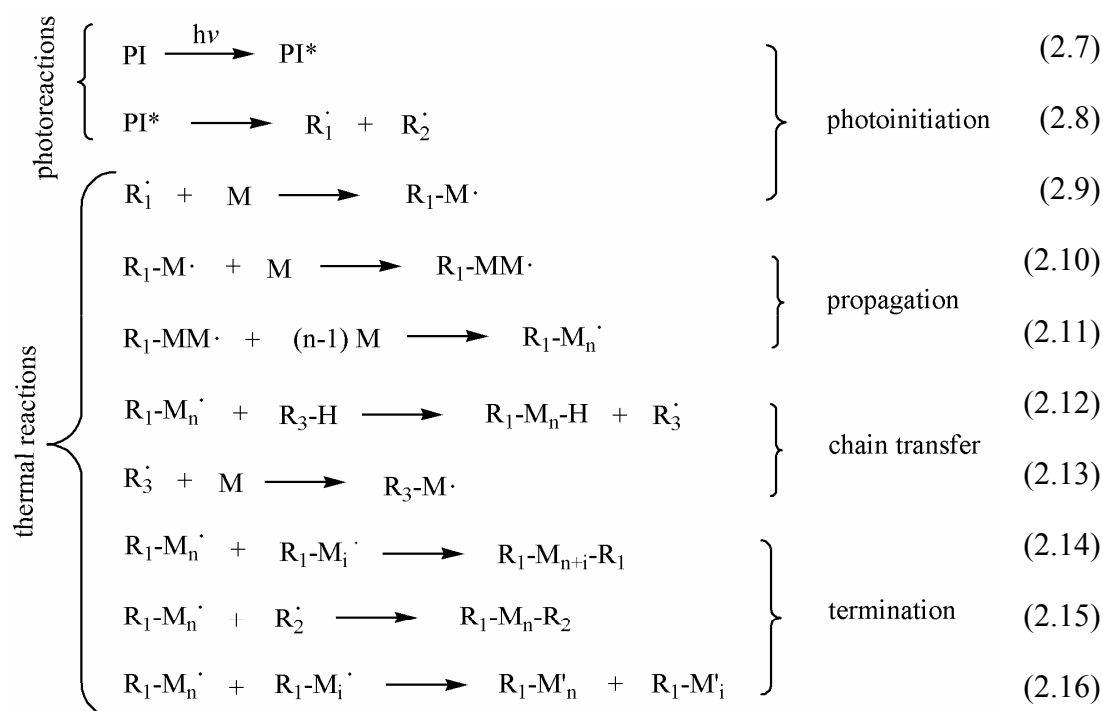 photoreactions
PI hν ⟶ PI* (2.7)
PI* ⟶ R₁˙ + R₂˙ photoinitiation (2.8)
R₁˙ + M ⟶ R₁-M· (2.9)
thermal reactions
R₁-M· + M ⟶ R₁-MM· (2.10)
propagation
R₁-MM· + (n-1) M ⟶ R₁-Mₙ˙ (2.11)
R₁-Mₙ˙ + R₃-H ⟶ R₁-Mₙ-H + R₃˙ (2.12)
chain transfer
R₃˙ + M ⟶ R₃-M· (2.13)
R₁-Mₙ˙ + R₁-Mᵢ˙ ⟶ R₁-Mₙ₊ᵢ-R₁ (2.14)
R₁-Mₙ˙ + R₂˙ ⟶ R₁-Mₙ-R₂ termination (2.15)
R₁-Mₙ˙ + R₁-Mᵢ˙ ⟶ R₁-M'ₙ + R₁-M'ᵢ (2.16)